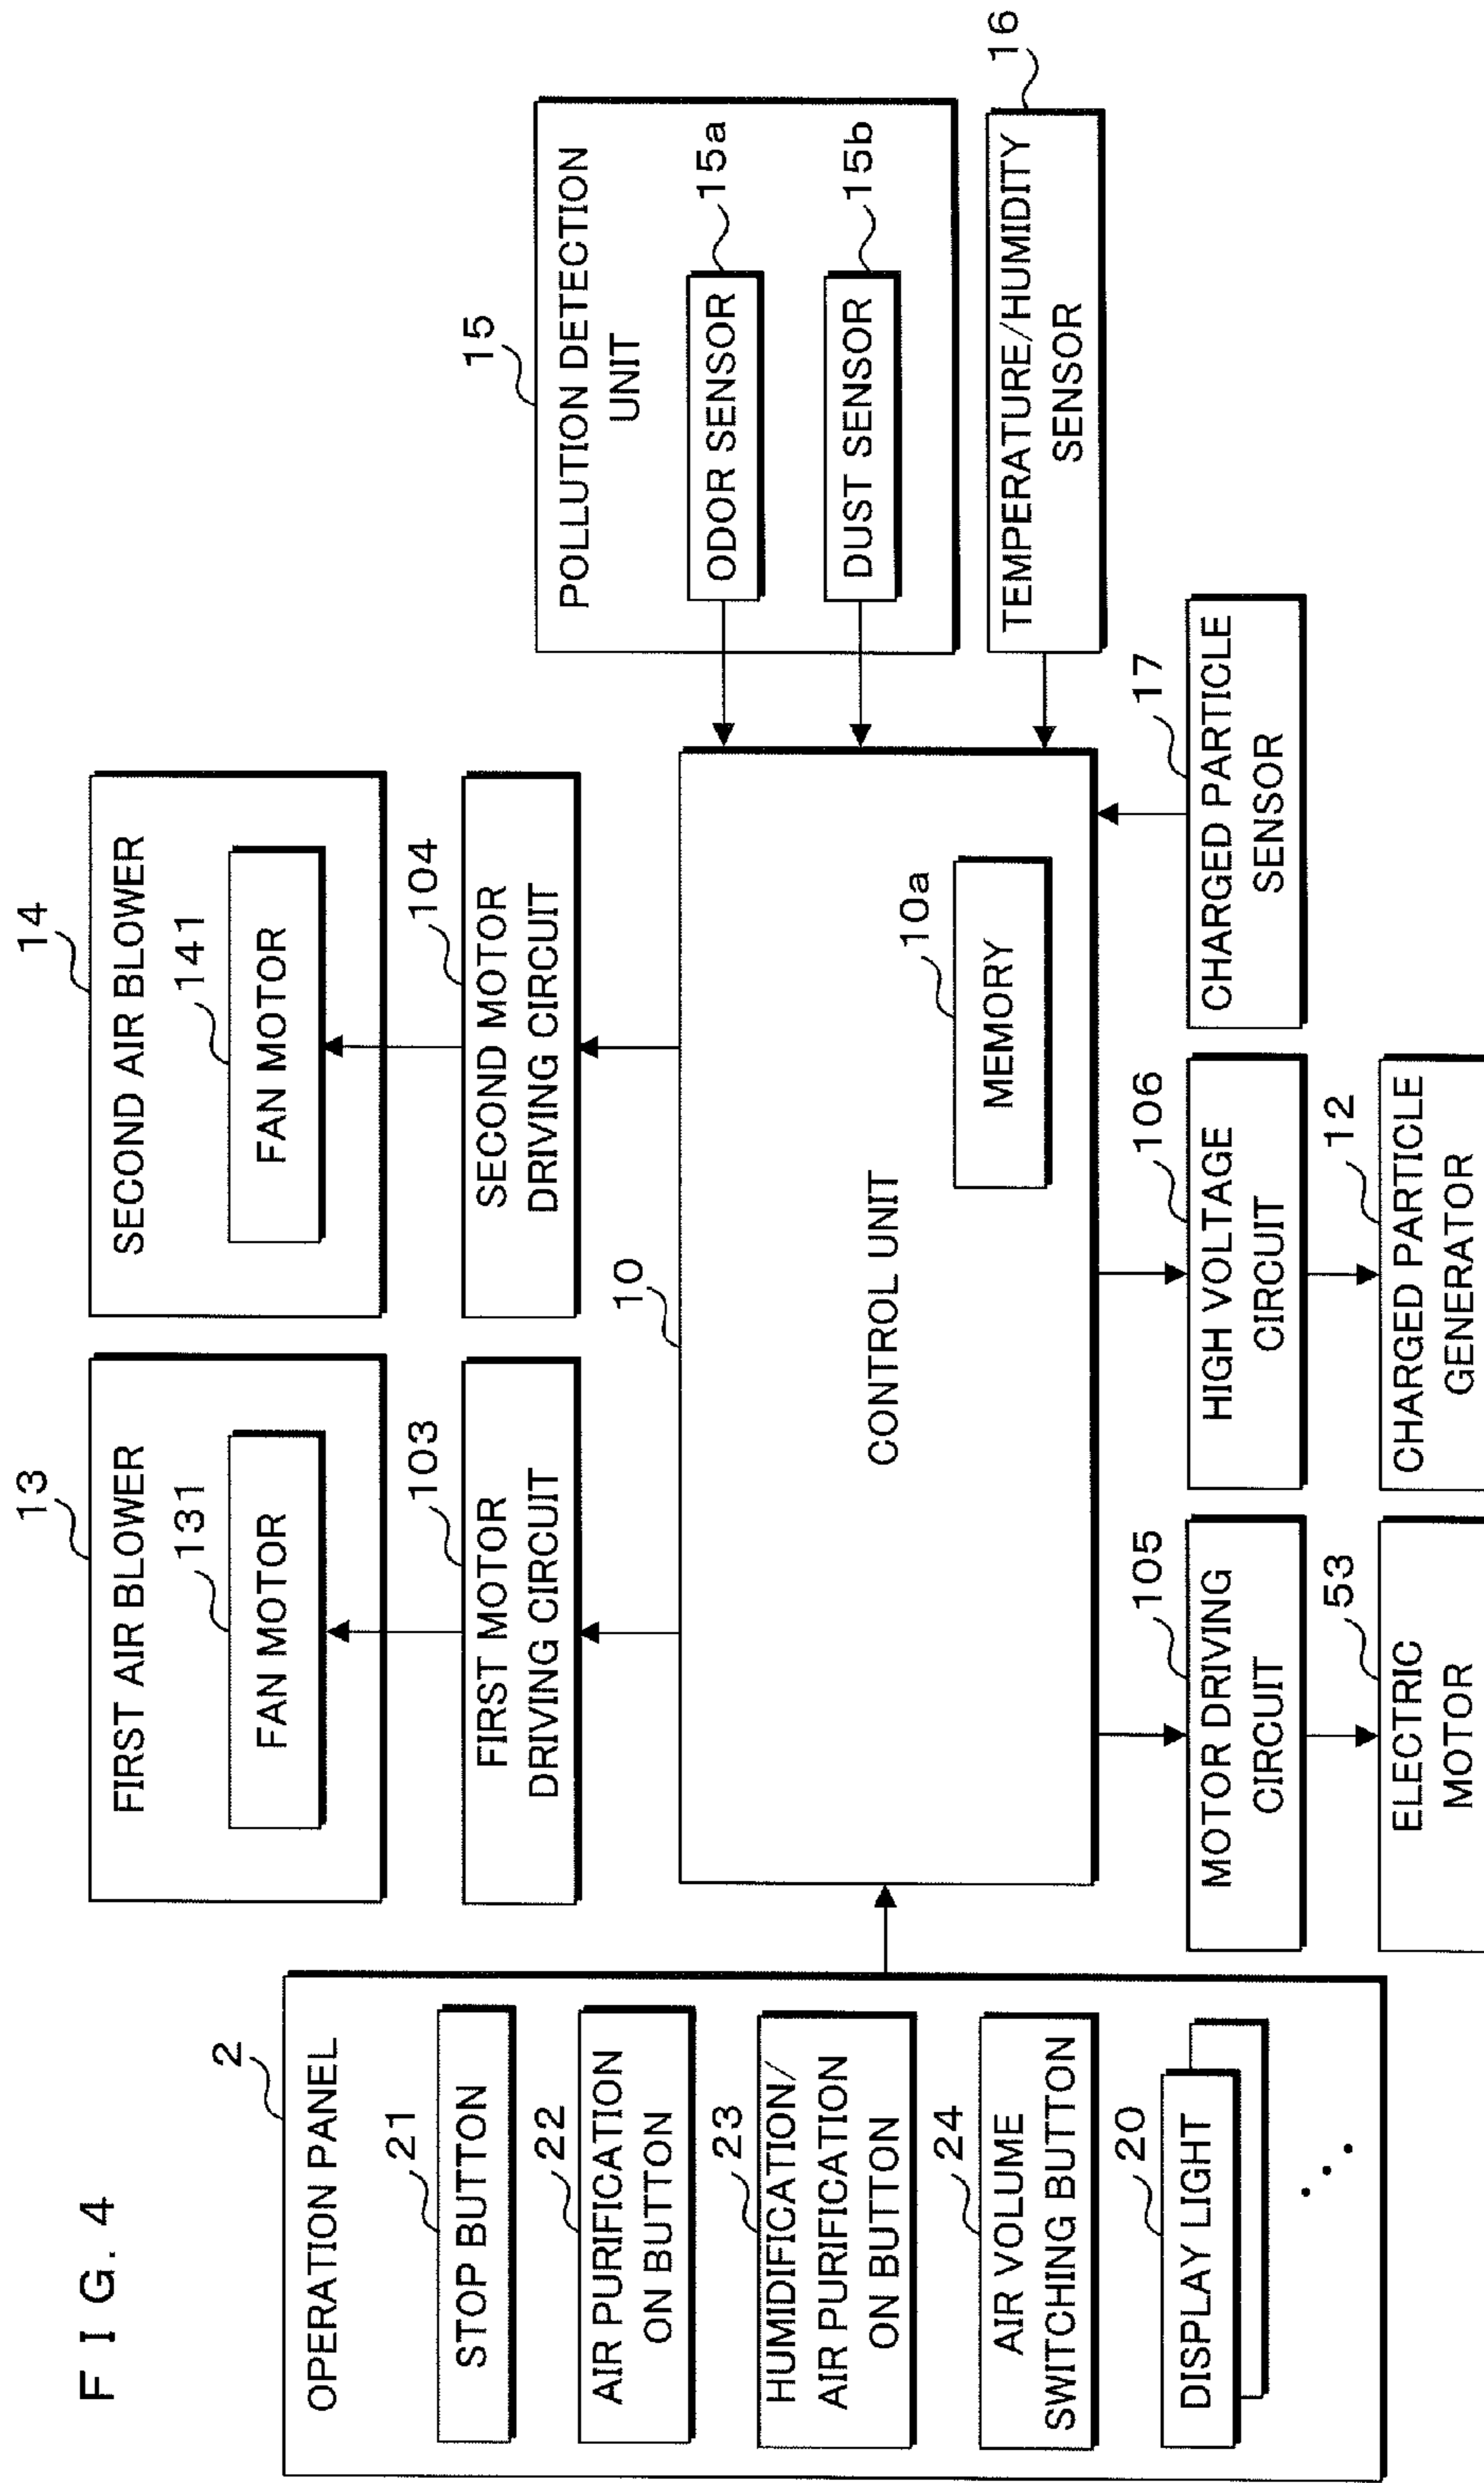 F I G. 4
2
OPERATION PANEL
21
STOP BUTTON
22
AIR PURIFICATION
ON BUTTON
23
HUMIDIFICATION/
AIR PURIFICATION
ON BUTTON
24
AIR VOLUME
SWITCHING BUTTON
20
DISPLAY LIGHT
13
FIRST AIR BLOWER
131
FAN MOTOR
103
FIRST MOTOR
DRIVING CIRCUIT
14
SECOND AIR BLOWER
141
FAN MOTOR
104
SECOND MOTOR
DRIVING CIRCUIT
10
CONTROL UNIT
10a
MEMORY
105
MOTOR DRIVING
CIRCUIT
53
ELECTRIC
MOTOR
106
HIGH VOLTAGE
CIRCUIT
12
CHARGED PARTICLE
GENERATOR
17
CHARGED PARTICLE
SENSOR
15
POLLUTION DETECTION
UNIT
15a
ODOR SENSOR
15b
DUST SENSOR
16
TEMPERATURE/HUMIDITY
SENSOR